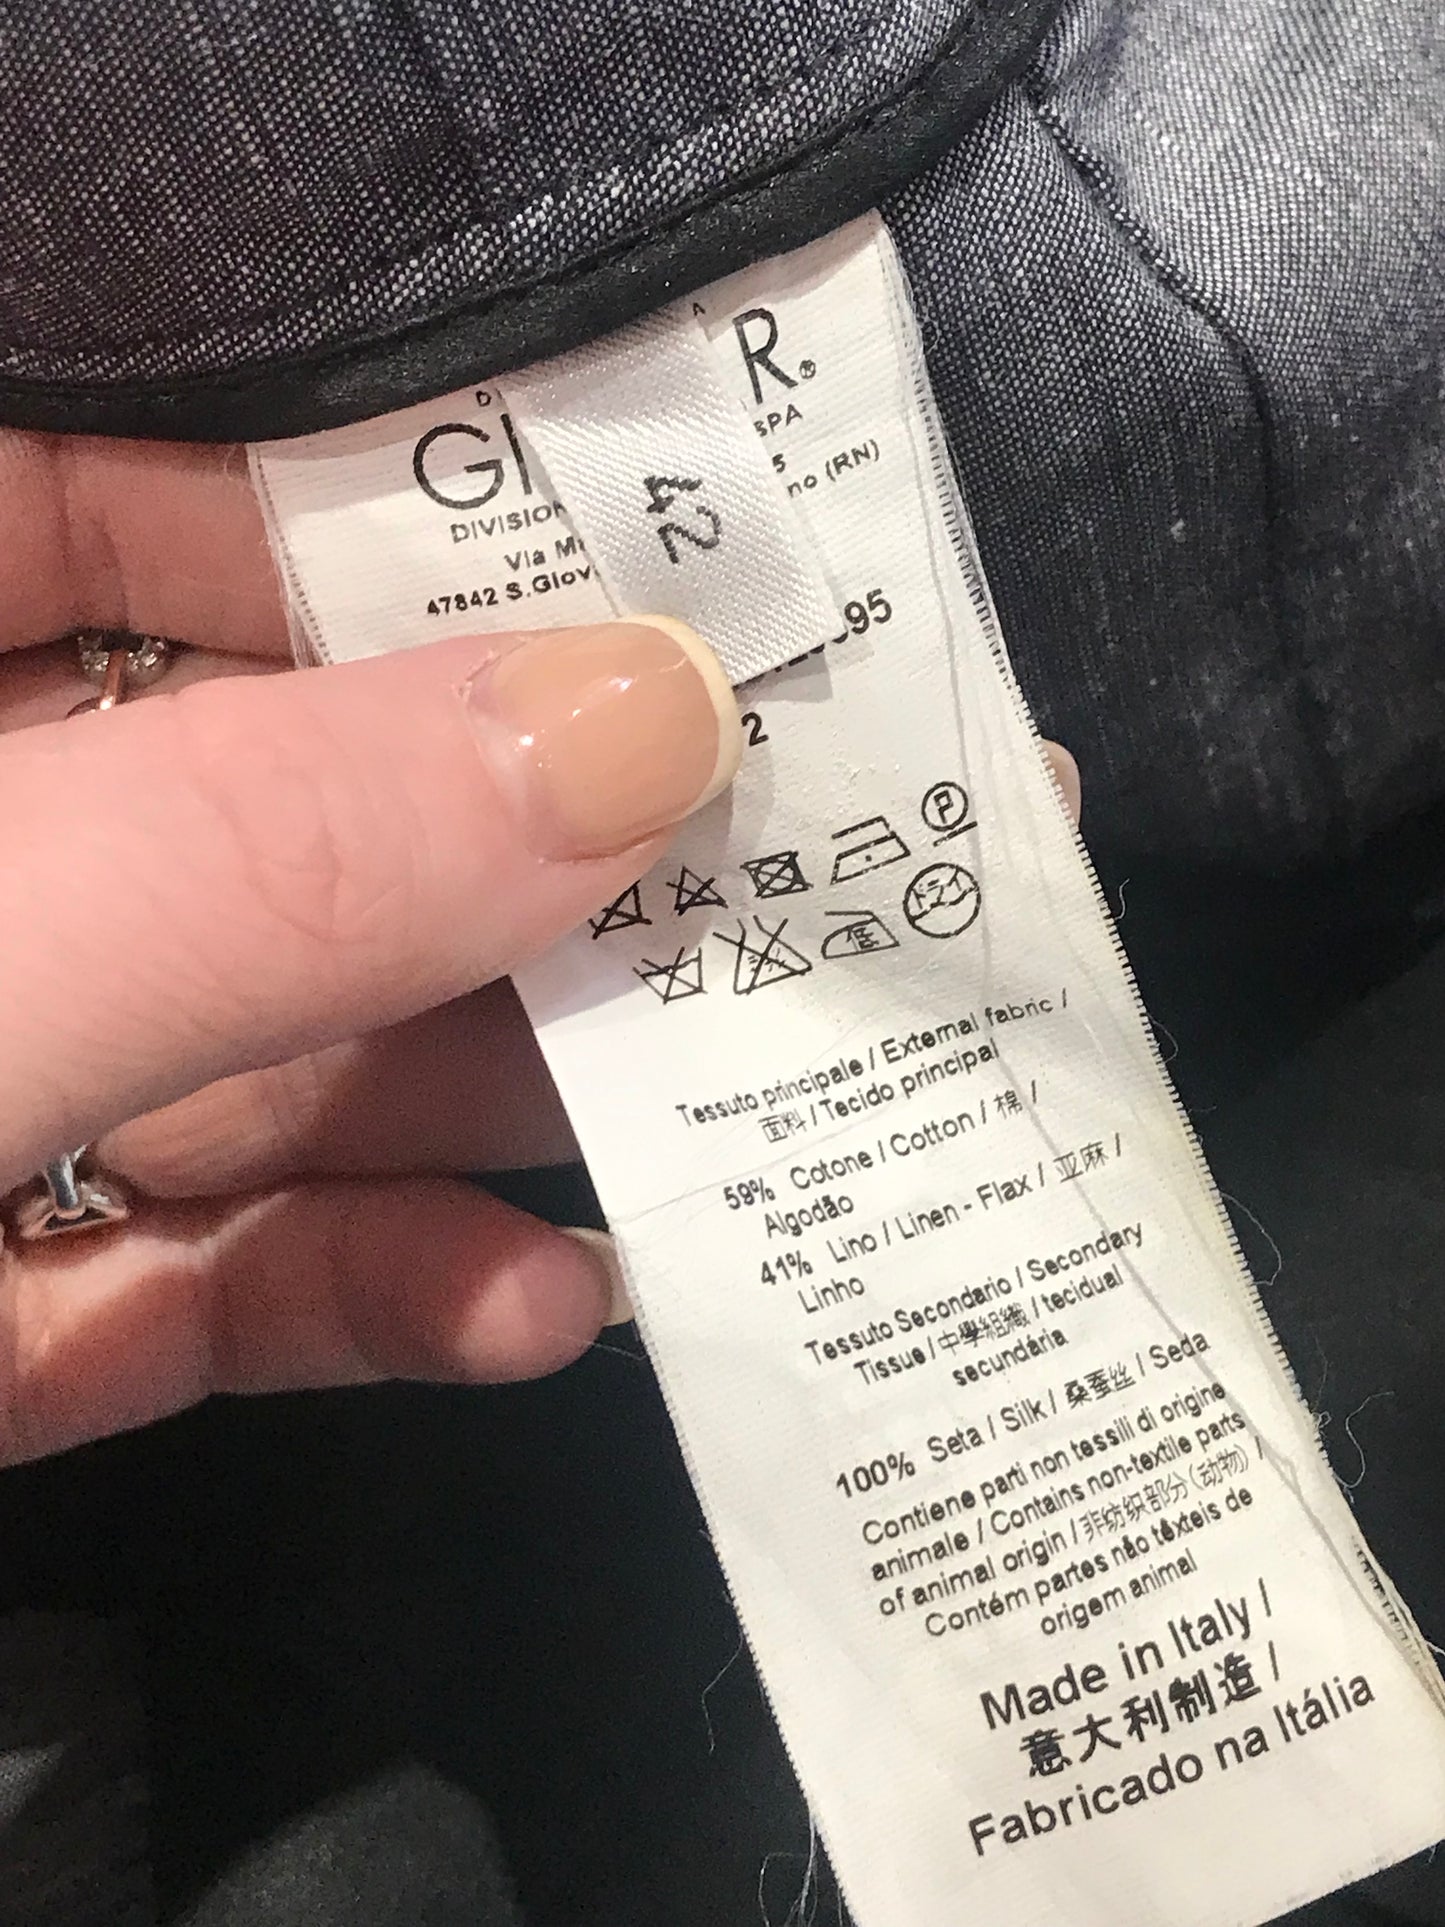 42
R®
SPA
(RN)
DIVISION
Via
47842
95
2
P
ドライ
低
Tessuto principale / External fabric /
面料 / Tecido principal
59% Cotone / Cotton / 棉 /
Algodão
41% Lino / Linen - Flax / 亚麻 /
Linho
Tessuto Secondario / Secondary
Tissue / 中學組織 / tecidual
secundária
100% Seta / Silk / 桑蚕丝 / Seda
Contiene parti non tessili di origine
animale / Contains non-textile parts
of animal origin / 非纺织部分(动物) /
Contém partes não têxteis de
origem animal
Made in Italy /
意大利制造 /
Fabricado na Itália